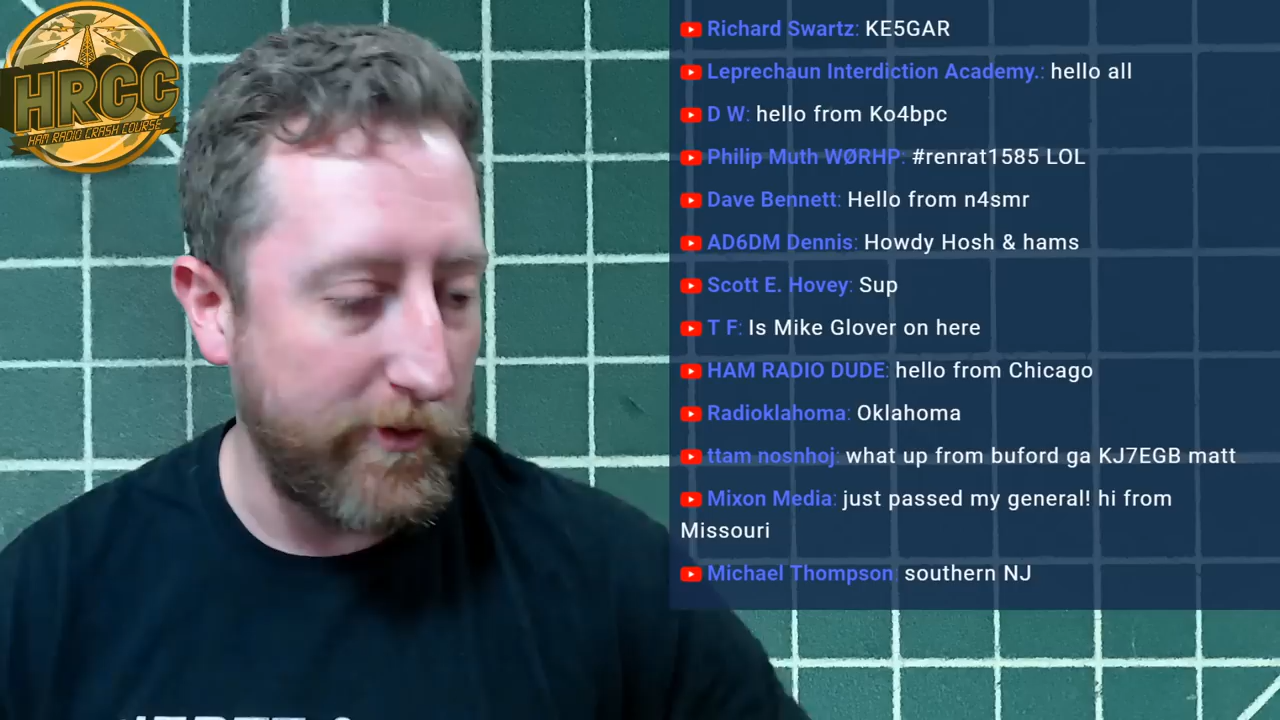 HRCC
HAM RADIO CRASH COURSE
Richard Swartz: KE5GAR
Leprechaun Interdiction Academy.: hello all
D W: hello from Ko4bpc
Philip Muth WØRHP: #renrat1585 LOL
Dave Bennett: Hello from n4smr
AD6DM Dennis: Howdy Hosh & hams
Scott E. Hovey: Sup
T F: Is Mike Glover on here
HAM RADIO DUDE: hello from Chicago
Radioklahoma: Oklahoma
ttam nosnhoj: what up from buford ga KJ7EGB matt
Mixon Media: just passed my general! hi from
Missouri
Michael Thompson: southern NJ